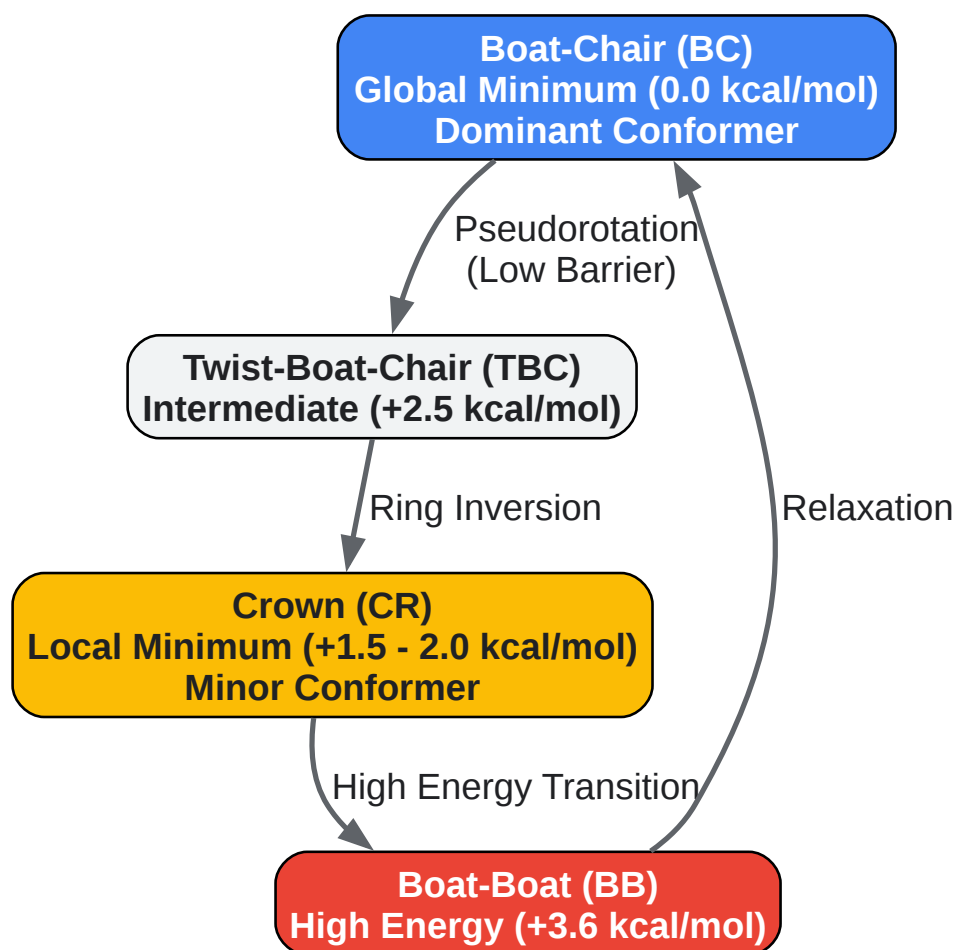 Boat-Chair (BC)
Global Minimum (0.0 kcal/mol)
Dominant Conformer
Pseudorotation
(Low Barrier)
Twist-Boat-Chair (TBC)
Intermediate (+2.5 kcal/mol)
Ring Inversion
Relaxation
Crown (CR)
Local Minimum (+1.5 - 2.0 kcal/mol)
Minor Conformer
High Energy Transition
Boat-Boat (BB)
High Energy (+3.6 kcal/mol)